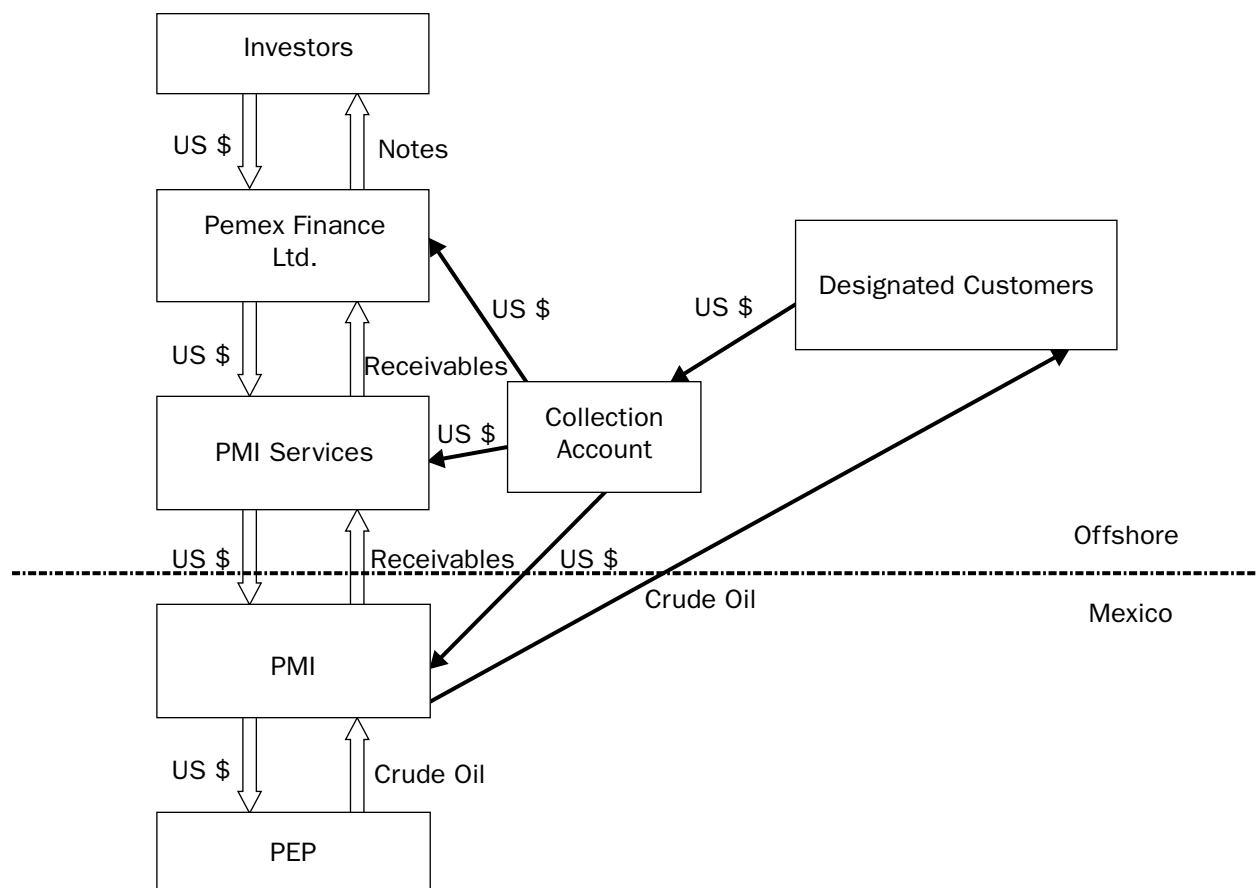 Investors
US $
Notes
Pemex Finance
Ltd.
Designated Customers
US $
US $
US $
Receivables
Collection
Account
US $
PMI Services
Offshore
US $
Receivables
US $
Crude Oil
Mexico
PMI
US $
Crude Oil
PEP